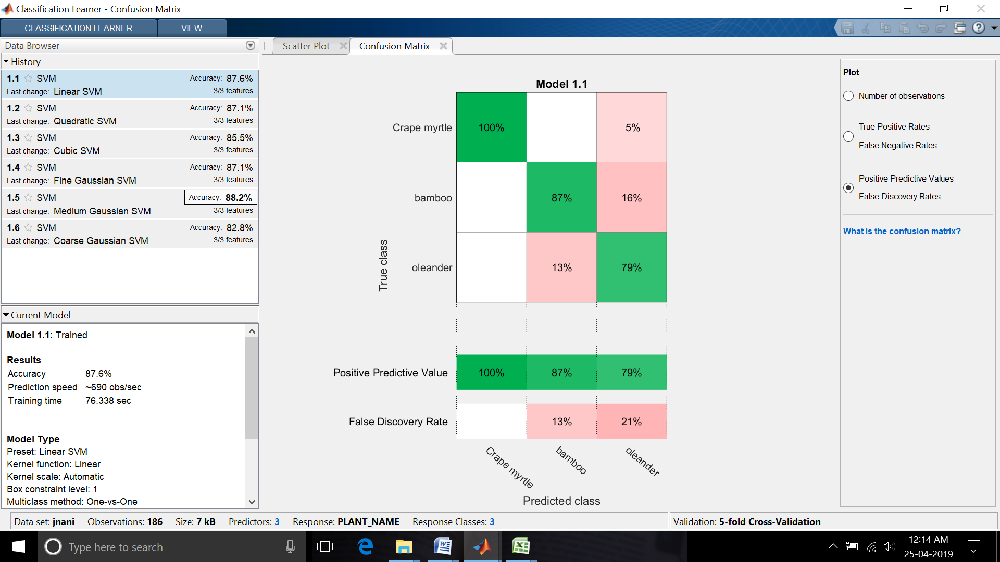 Classification Learner - Confusion Matrix
CLASSIFICATION LEARNER VIEW
Data Browser
Scatter Plot Confusion Matrix
History
1.1 SVM Accuracy: 87.6%
Last change: Linear SVM 3/3 features
1.2 SVM Accuracy: 87.1%
Last change: Quadratic SVM 3/3 features
1.3 SVM Accuracy: 85.5%
Last change: Cubic SVM 3/3 features
1.4 SVM Accuracy: 87.1%
Last change: Fine Gaussian SVM 3/3 features
1.5 SVM Accuracy: 88.2%
Last change: Medium Gaussian SVM 3/3 features
1.6 SVM Accuracy: 82.8%
Last change: Coarse Gaussian SVM 3/3 features
Current Model
Model 1.1: Trained
Results
Accuracy 87.6%
Prediction speed ~690 obs/sec
Training time 76.338 sec
Model Type
Preset: Linear SVM
Kernel function: Linear
Kernel scale: Automatic
Box constraint level: 1
Multiclass method: One-vs-One
Model 1.1
Crape myrtle 100% 5%
bamboo 87% 16%
oleander 13% 79%
True class
Positive Predictive Value 100% 87% 79%
False Discovery Rate 13% 21%
Crape myrtle bamboo oleander
Predicted class
Plot
Number of observations
True Positive Rates
False Negative Rates
Positive Predictive Values
False Discovery Rates
What is the confusion matrix?
Data set: jnani Observations: 186 Size: 7 kB Predictors: 3 Response: PLANT_NAME Response Classes: 3
Validation: 5-fold Cross-Validation
Type here to search
12:14 AM
25-04-2019